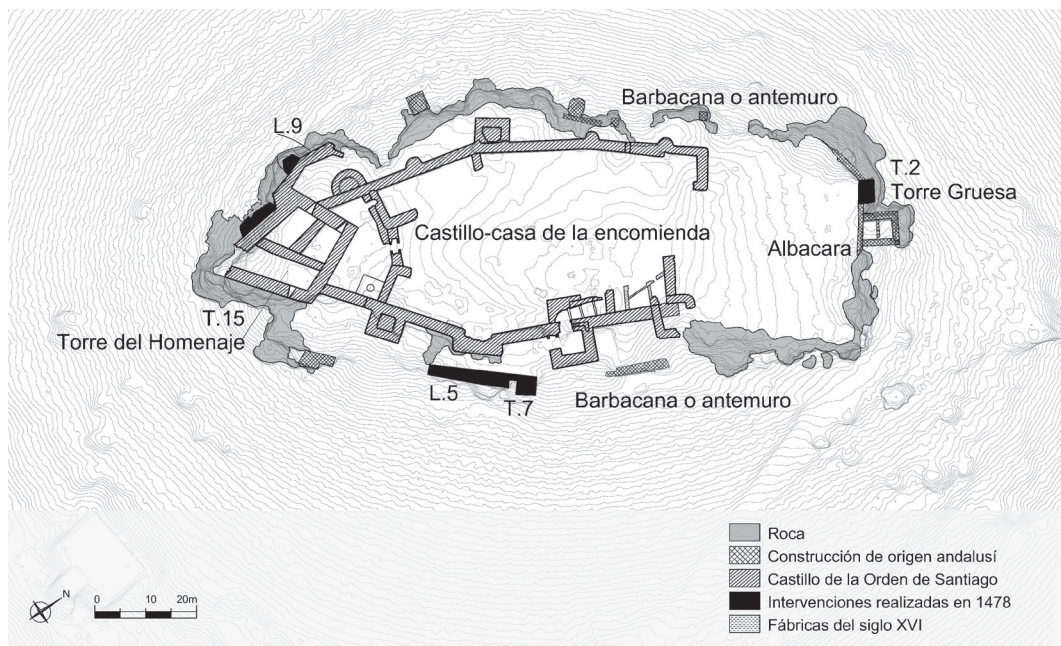 Barbacana o antemuro
L.9
T.2
Torre Gruesa
Castillo-casa de la encomienda
Albacara
T.15
Torre del Homenaje
L.5
T.7
Barbacana o antemuro
Roca
Construcción de origen andalusí
Castillo de la Orden de Santiago
Intervenciones realizadas en 1478
Fábricas del siglo XVI
N
0 10 20m